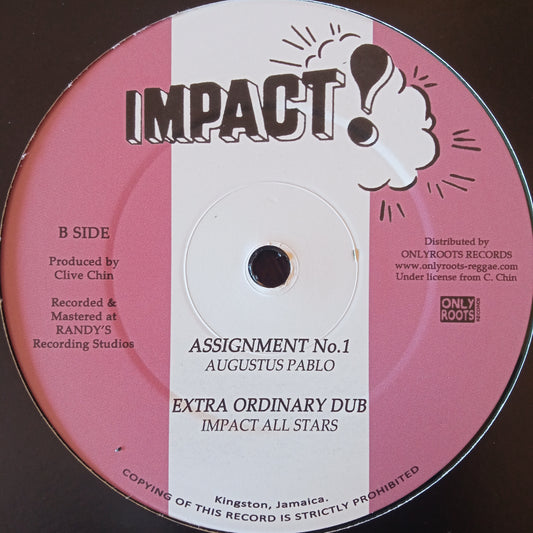 IMPACT!
B SIDE
Produced by
Clive Chin
Recorded &
Mastered at
RANDY'S
Recording Studios
Distributed by
ONLYROOTS RECORDS
www.onlyroots-reggae.com
Under license from C. Chin
ONLY
ROOTS
RECORDS
ASSIGNMENT No.1
AUGUSTUS PABLO
EXTRA ORDINARY DUB
IMPACT ALL STARS
Kingston, Jamaica.
COPYING OF THIS RECORD IS STRICTLY PROHIBITED